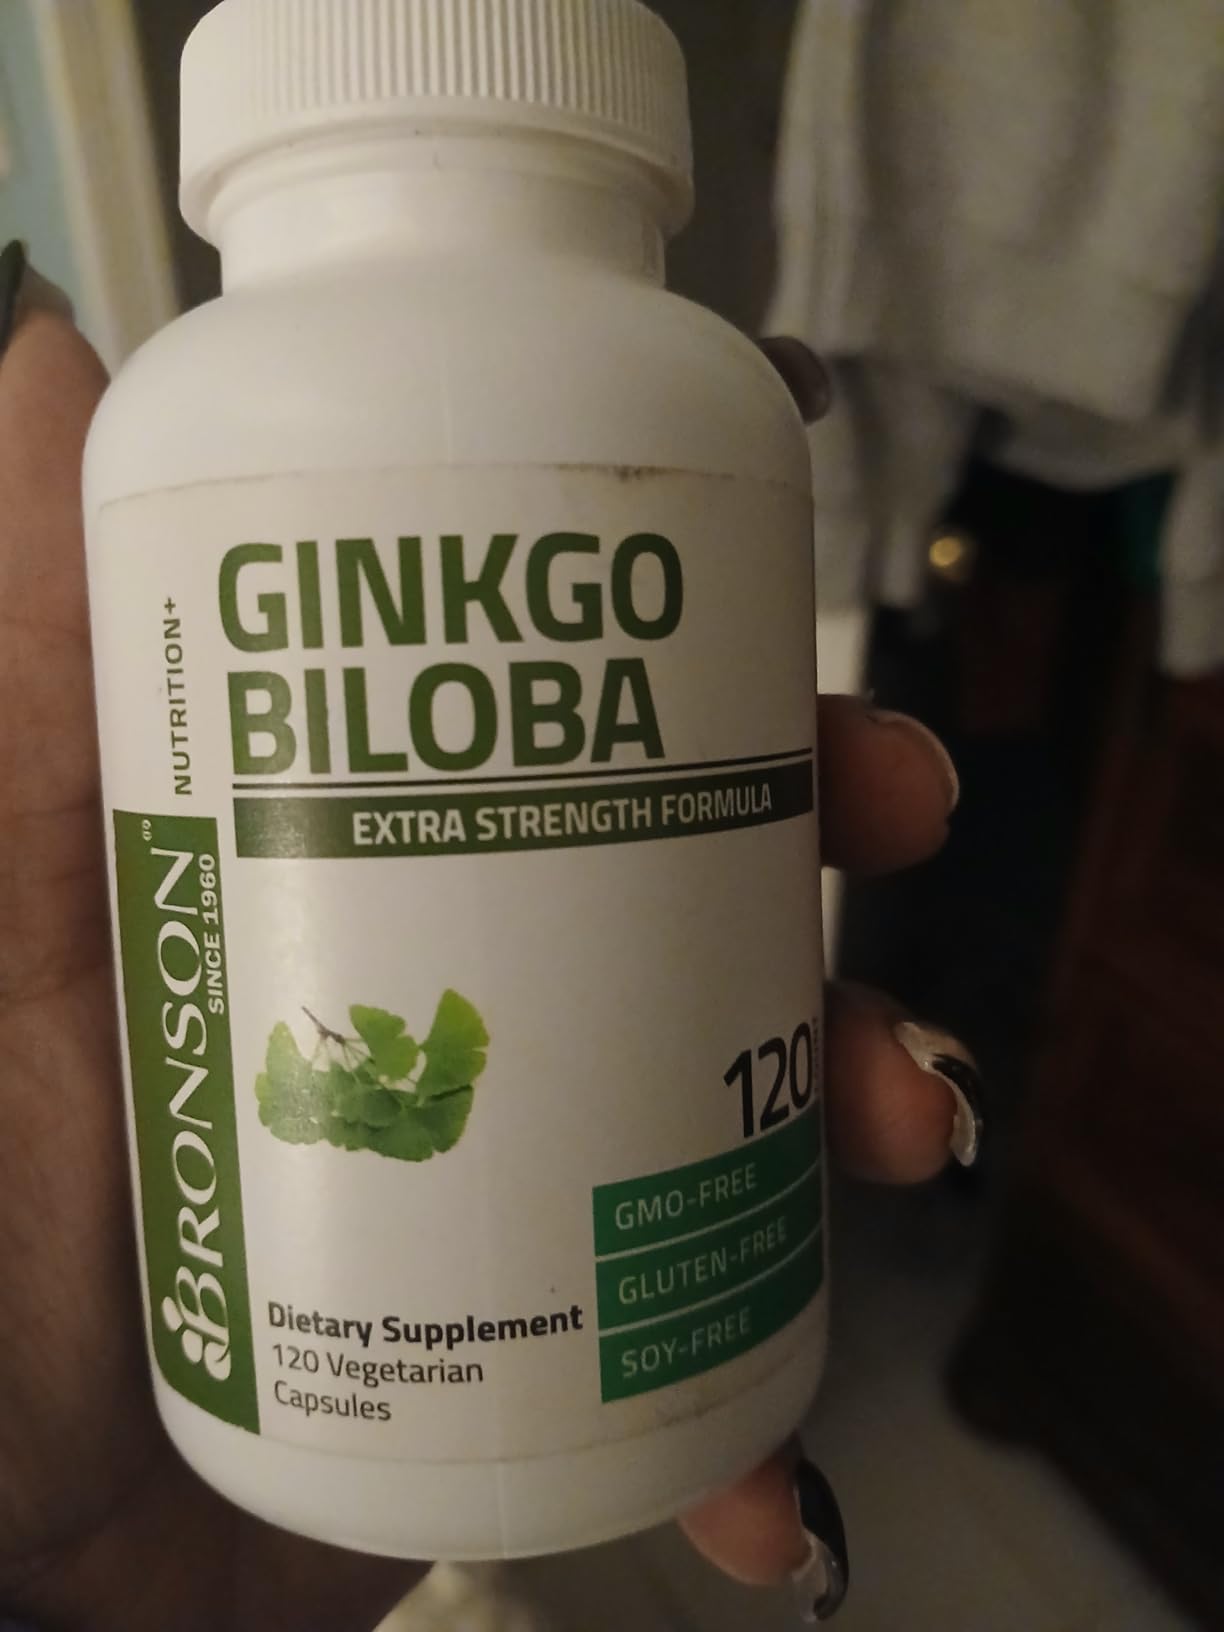 GINKGO
BILOBA
EXTRA STRENGTH FORMULA
NUTRITION+
BRONSON
SINCE 1960
120
GMO-FREE
GLUTEN-FREE
SOY-FREE
Dietary Supplement
120 Vegetarian
Capsules